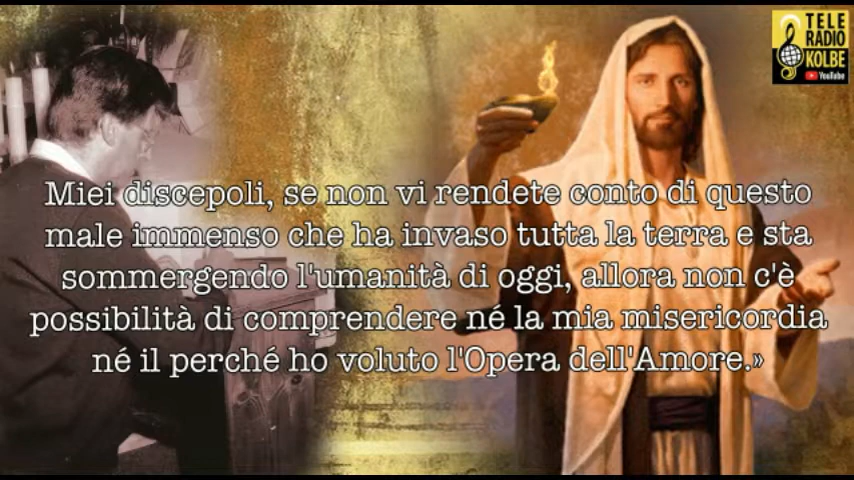 TELE
RADIO
KOLBE
YouTube
Miei discepoli, se non vi rendete conto di questo
male immenso che ha invaso tutta la terra e sta
sommergendo l'umanità di oggi, allora non c'è
possibilità di comprendere né la mia misericordia
né il perché ho voluto l'Opera dell'Amore.»